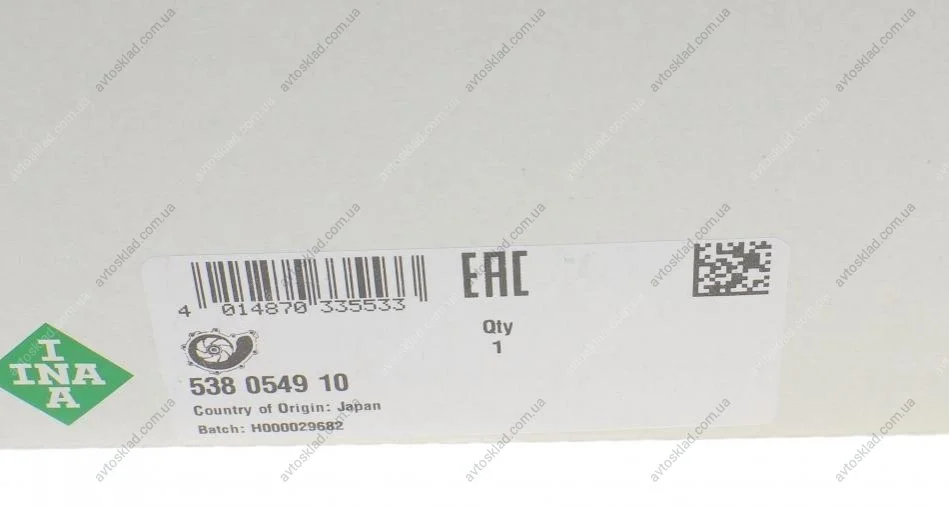 4 014870 335533
EAC
Qty
1
538 0549 10
Country of Origin: Japan
Batch: H000029682
INA
INA
avtosklad.com.ua